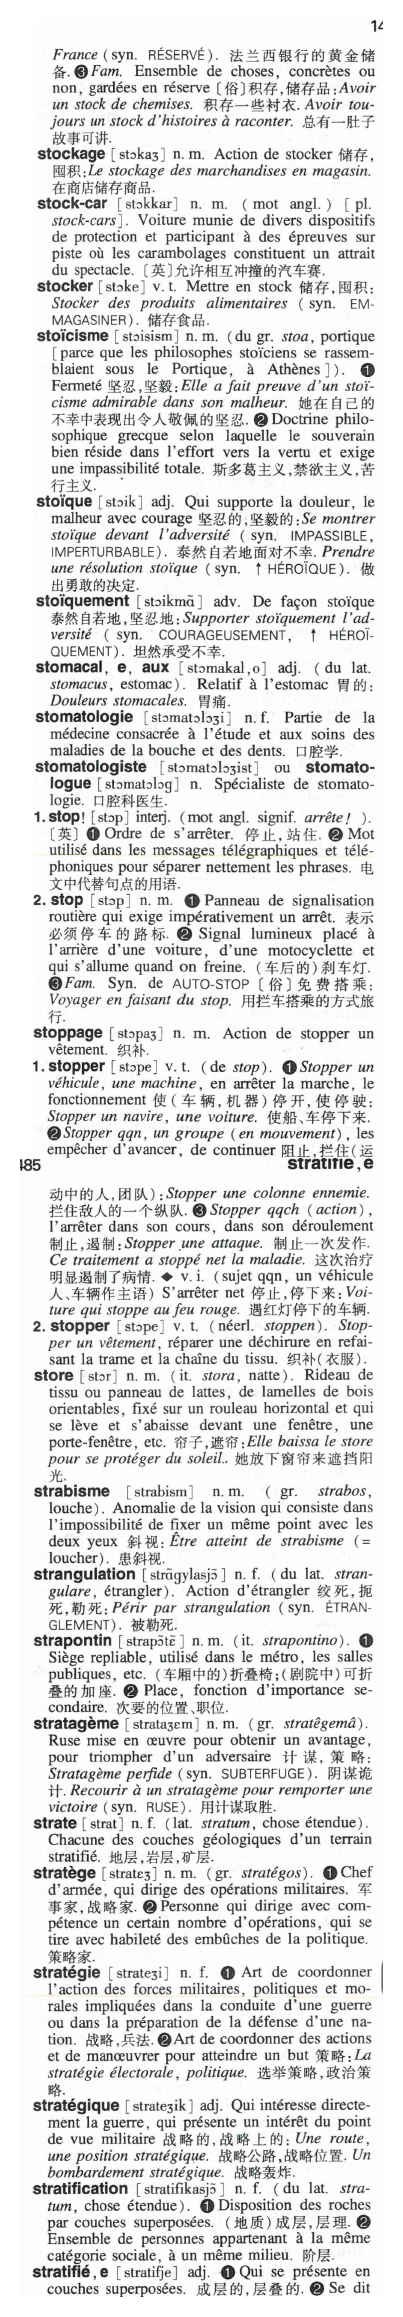 14
France (syn. RÉSERVÉ). 法兰西银行的黄金储
备. ❸ Fam. Ensemble de choses, concrètes ou
non, gardées en réserve〔俗〕积存,储存品:Avoir
un stock de chemises. 积存一些衬衣. Avoir tou-
jours un stock d'histoires à raconter. 总有一肚子
故事可讲.
stockage [stɔkaʒ] n. m. Action de stocker 储存,
囤积:Le stockage des marchandises en magasin.
在商店储存商品.
stock-car [stɔkkar] n. m. (mot angl.) [pl.
stock-cars]. Voiture munie de divers dispositifs
de protection et participant à des épreuves sur
piste où les carambolages constituent un attrait
du spectacle. 〔英〕允许相互冲撞的汽车赛.
stocker [stɔke] v. t. Mettre en stock 储存,囤积:
Stocker des produits alimentaires (syn. EM-
MAGASINER). 储存食品.
stoïcisme [stɔisism] n. m. (du gr. stoa, portique
[parce que les philosophes stoïciens se rassem-
blaient sous le Portique, à Athènes]). ❶
Fermeté 坚忍,坚毅:Elle a fait preuve d'un stoï-
cisme admirable dans son malheur. 她在自己的
不幸中表现出令人敬佩的坚忍. ❷ Doctrine philo-
sophique grecque selon laquelle le souverain
bien réside dans l'effort vers la vertu et exige
une impassibilité totale. 斯多葛主义,禁欲主义,苦
行主义.
stoïque [stɔik] adj. Qui supporte la douleur, le
malheur avec courage 坚忍的,坚毅的:Se montrer
stoïque devant l'adversité (syn. IMPASSIBLE,
IMPERTURBABLE). 泰然自若地面对不幸. Prendre
une résolution stoïque (syn. ↑ HÉROÏQUE). 做
出勇敢的决定.
stoïquement [stɔikmɑ̃] adv. De façon stoïque
泰然自若地,坚忍地:Supporter stoïquement l'ad-
versité (syn. COURAGEUSEMENT, ↑ HÉROÏ-
QUEMENT). 坦然承受不幸.
stomacal, e, aux [stɔmakal,o] adj. (du lat.
stomacus, estomac). Relatif à l'estomac 胃的:
Douleurs stomacales. 胃痛.
stomatologie [stɔmatɔlɔʒi] n. f. Partie de la
médecine consacrée à l'étude et aux soins des
maladies de la bouche et des dents. 口腔学.
stomatologiste [stɔmatɔlɔʒist] ou stomato-
logue [stɔmatɔlɔg] n. Spécialiste de stomato-
logie. 口腔科医生.
1. stop! [stɔp] interj. (mot angl. signif. arrête! ).
〔英〕❶ Ordre de s'arrêter. 停止,站住. ❷ Mot
utilisé dans les messages télégraphiques et télé-
phoniques pour séparer nettement les phrases. 电
文中代替句点的用语.
2. stop [stɔp] n. m. ❶ Panneau de signalisation
routière qui exige impérativement un arrêt. 表示
必须停车的路标. ❷ Signal lumineux placé à
l'arrière d'une voiture, d'une motocyclette et
qui s'allume quand on freine. (车后的)刹车灯.
❸ Fam. Syn. de AUTO-STOP〔俗〕免费搭乘:
Voyager en faisant du stop. 用拦车搭乘的方式旅
行.
stoppage [stɔpaʒ] n. m. Action de stopper un
vêtement. 织补.
1. stopper [stɔpe] v. t. (de stop). ❶ Stopper un
véhicule, une machine, en arrêter la marche, le
fonctionnement 使(车辆,机器)停开,使停驶:
Stopper un navire, une voiture. 使船、车停下来.
❷ Stopper qqn, un groupe (en mouvement), les
empêcher d'avancer, de continuer 阻止,拦住(运
485 stratifié,e
动中的人,团队):Stopper une colonne ennemie.
拦住敌人的一个纵队. ❸ Stopper qqch (action),
l'arrêter dans son cours, dans son déroulement
制止,遏制:Stopper une attaque. 制止一次发作.
Ce traitement a stoppé net la maladie. 这次治疗
明显遏制了病情. ◆ v. i. (sujet qqn, un véhicule
人、车辆作主语) S'arrêter net 停止,停下来:Voi-
ture qui stoppe au feu rouge. 遇红灯停下的车辆.
2. stopper [stɔpe] v. t. (néerl. stoppen). Stop-
per un vêtement, réparer une déchirure en refai-
sant la trame et la chaîne du tissu. 织补(衣服).
store [stɔr] n. m. (it. stora, natte). Rideau de
tissu ou panneau de lattes, de lamelles de bois
orientables, fixé sur un rouleau horizontal et qui
se lève et s'abaisse devant une fenêtre, une
porte-fenêtre, etc. 帘子,遮帘:Elle baissa le store
pour se protéger du soleil.. 她放下窗帘来遮挡阳
光.
strabisme [strabism] n. m. ( gr. strabos,
louche). Anomalie de la vision qui consiste dans
l'impossibilité de fixer un même point avec les
deux yeux 斜视: Être atteint de strabisme (=
loucher). 患斜视.
strangulation [strɑ̃gylasjɔ̃] n. f. (du lat. stran-
gulare, étrangler). Action d'étrangler 绞死,扼
死,勒死:Périr par strangulation (syn. ÉTRAN-
GLEMENT). 被勒死.
strapontin [strapɔ̃tɛ̃] n. m. (it. strapontino). ❶
Siège repliable, utilisé dans le métro, les salles
publiques, etc. (车厢中的)折叠椅;(剧院中)可折
叠的加座. ❷ Place, fonction d'importance se-
condaire. 次要的位置、职位.
stratagème [strataʒɛm] n. m. (gr. stratêgemâ).
Ruse mise en œuvre pour obtenir un avantage,
pour triompher d'un adversaire 计谋,策略:
Stratagème perfide (syn. SUBTERFUGE). 阴谋诡
计. Recourir à un stratagème pour remporter une
victoire (syn. RUSE). 用计谋取胜.
strate [strat] n. f. (lat. stratum, chose étendue).
Chacune des couches géologiques d'un terrain
stratifié. 地层,岩层,矿层.
stratège [stratɛʒ] n. m. (gr. stratégos). ❶ Chef
d'armée, qui dirige des opérations militaires. 军
事家,战略家. ❷ Personne qui dirige avec com-
pétence un certain nombre d'opérations, qui se
tire avec habileté des embûches de la politique.
策略家.
stratégie [strateʒi] n. f. ❶ Art de coordonner
l'action des forces militaires, politiques et mo-
rales impliquées dans la conduite d'une guerre
ou dans la préparation de la défense d'une na-
tion. 战略,兵法. ❷ Art de coordonner des actions
et de manœuvrer pour atteindre un but 策略:La
stratégie électorale, politique. 选举策略,政治策
略.
stratégique [strateʒik] adj. Qui intéresse directe-
ment la guerre, qui présente un intérêt du point
de vue militaire 战略的,战略上的: Une route,
une position stratégique. 战略公路,战略位置. Un
bombardement stratégique. 战略轰炸.
stratification [stratifikasjɔ̃] n. f. (du lat. stra-
tum, chose étendue). ❶ Disposition des roches
par couches superposées. (地质)成层,层理. ❷
Ensemble de personnes appartenant à la même
catégorie sociale, à un même milieu. 阶层.
stratifié,e [stratifje] adj. ❶ Qui se présente en
couches superposées. 成层的,层叠的. ❷ Se dit